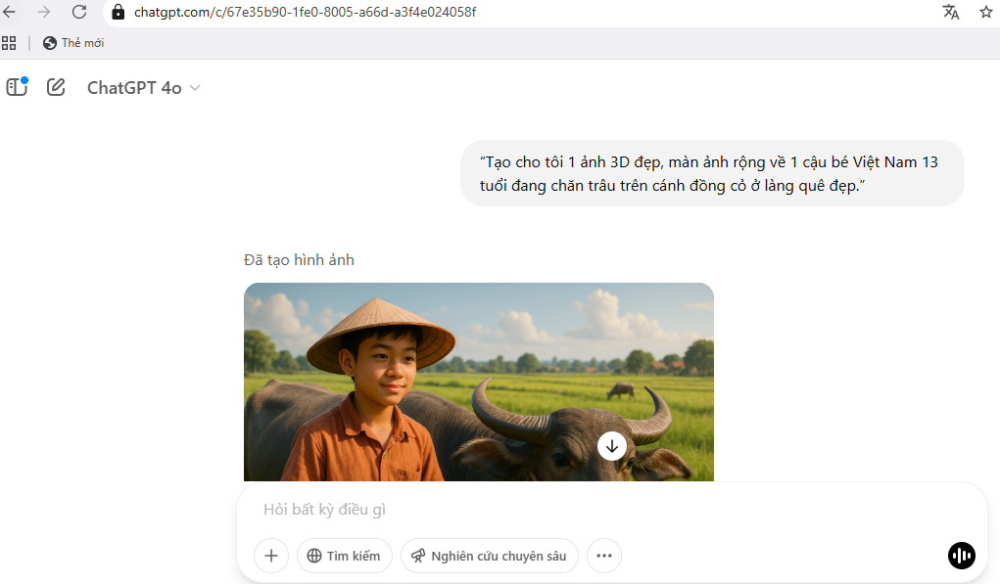 chatgpt.com/c/67e35b90-1fe0-8005-a66d-a3f4e024058f
Thẻ mới
ChatGPT 4o
“Tạo cho tôi 1 ảnh 3D đẹp, màn ảnh rộng về 1 cậu bé Việt Nam 13
tuổi đang chăn trâu trên cánh đồng cỏ ở làng quê đẹp.”
Đã tạo hình ảnh
Hỏi bất kỳ điều gì
Tìm kiếm
Nghiên cứu chuyên sâu